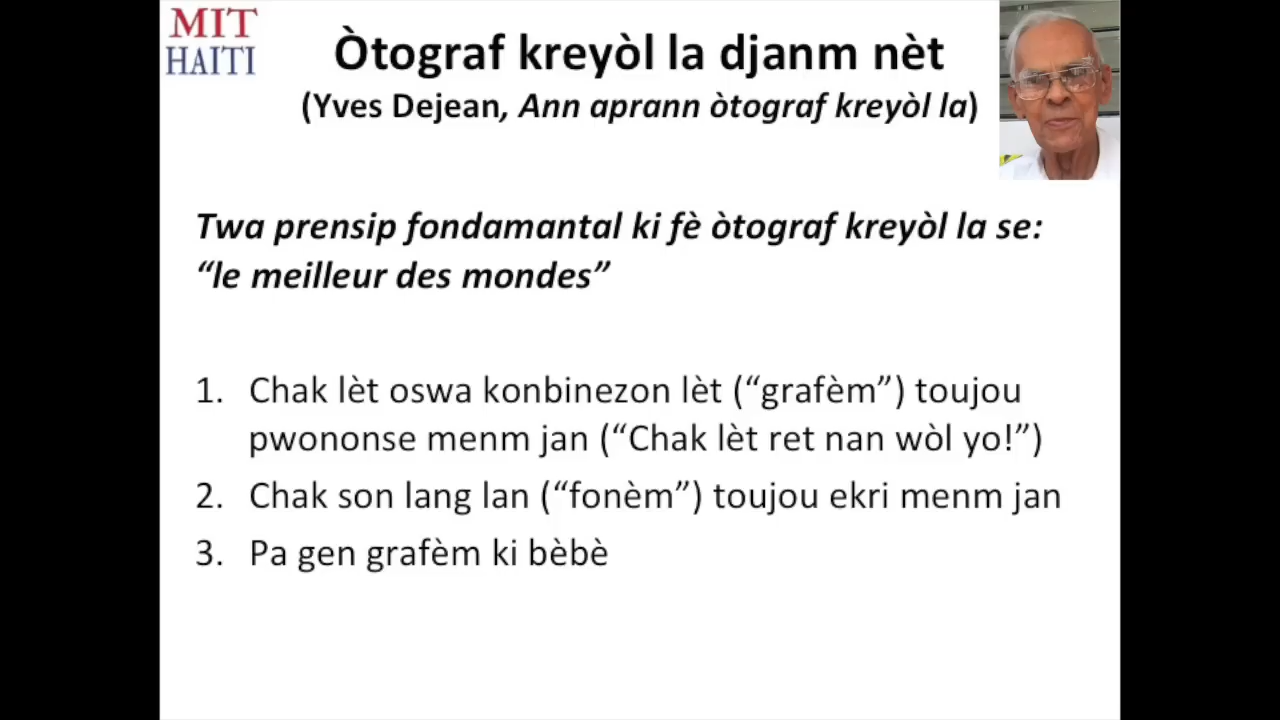 MIT
HAITI
Òtograf kreyòl la djanm nèt
(Yves Dejean, Ann aprann òtograf kreyòl la)
Twa prensip fondamantal ki fè òtograf kreyòl la se:
“le meilleur des mondes”
1. Chak lèt oswa konbinezon lèt (“grafèm”) toujou
pwononse menm jan (“Chak lèt ret nan wòl yo!”)
2. Chak son lang lan (“fonèm”) toujou ekri menm jan
3. Pa gen grafèm ki bèbè